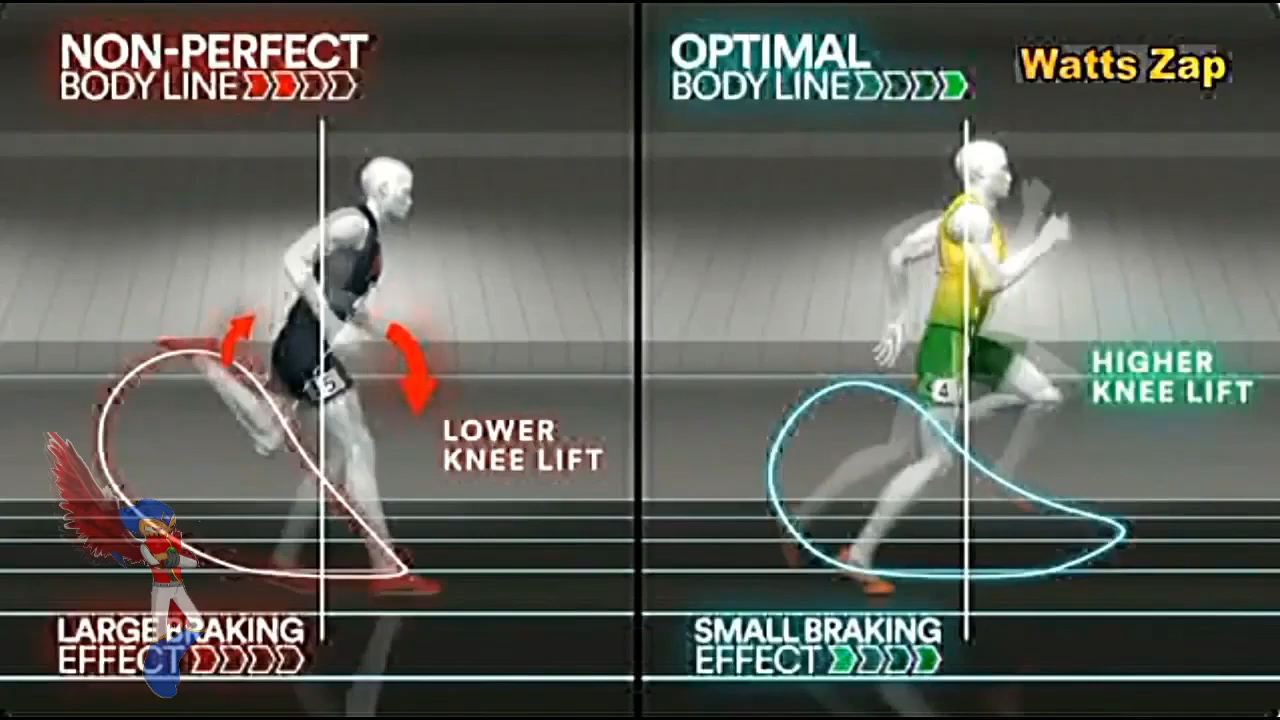 NON-PERFECT
BODY LINE
LOWER
KNEE LIFT
5
LARGE BRAKING
EFFECT
OPTIMAL
BODY LINE
Watts Zap
HIGHER
KNEE LIFT
4
SMALL BRAKING
EFFECT